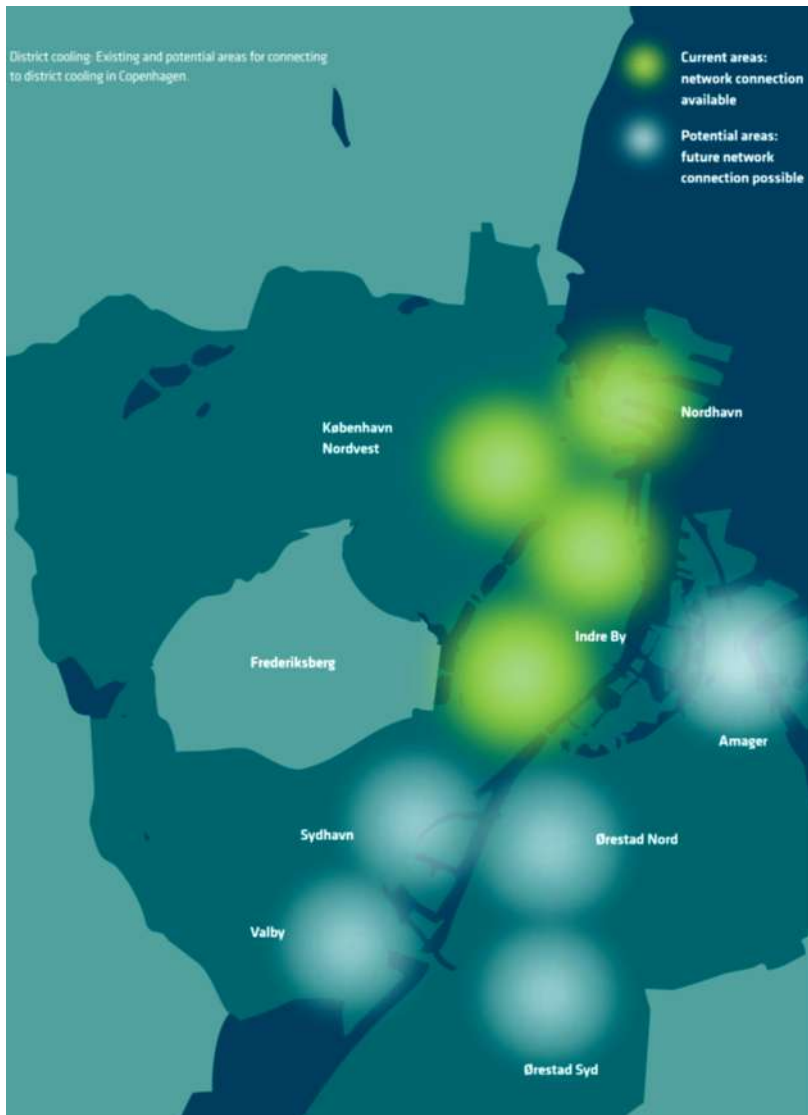 District cooling: Existing and potential areas for connecting
to district cooling in Copenhagen.
Current areas:
network connection
available
Potential areas:
future network
connection possible
Nordhavn
København
Nordvest
Indre By
Frederiksberg
Amager
Sydhavn
Ørestad Nord
Valby
Ørestad Syd